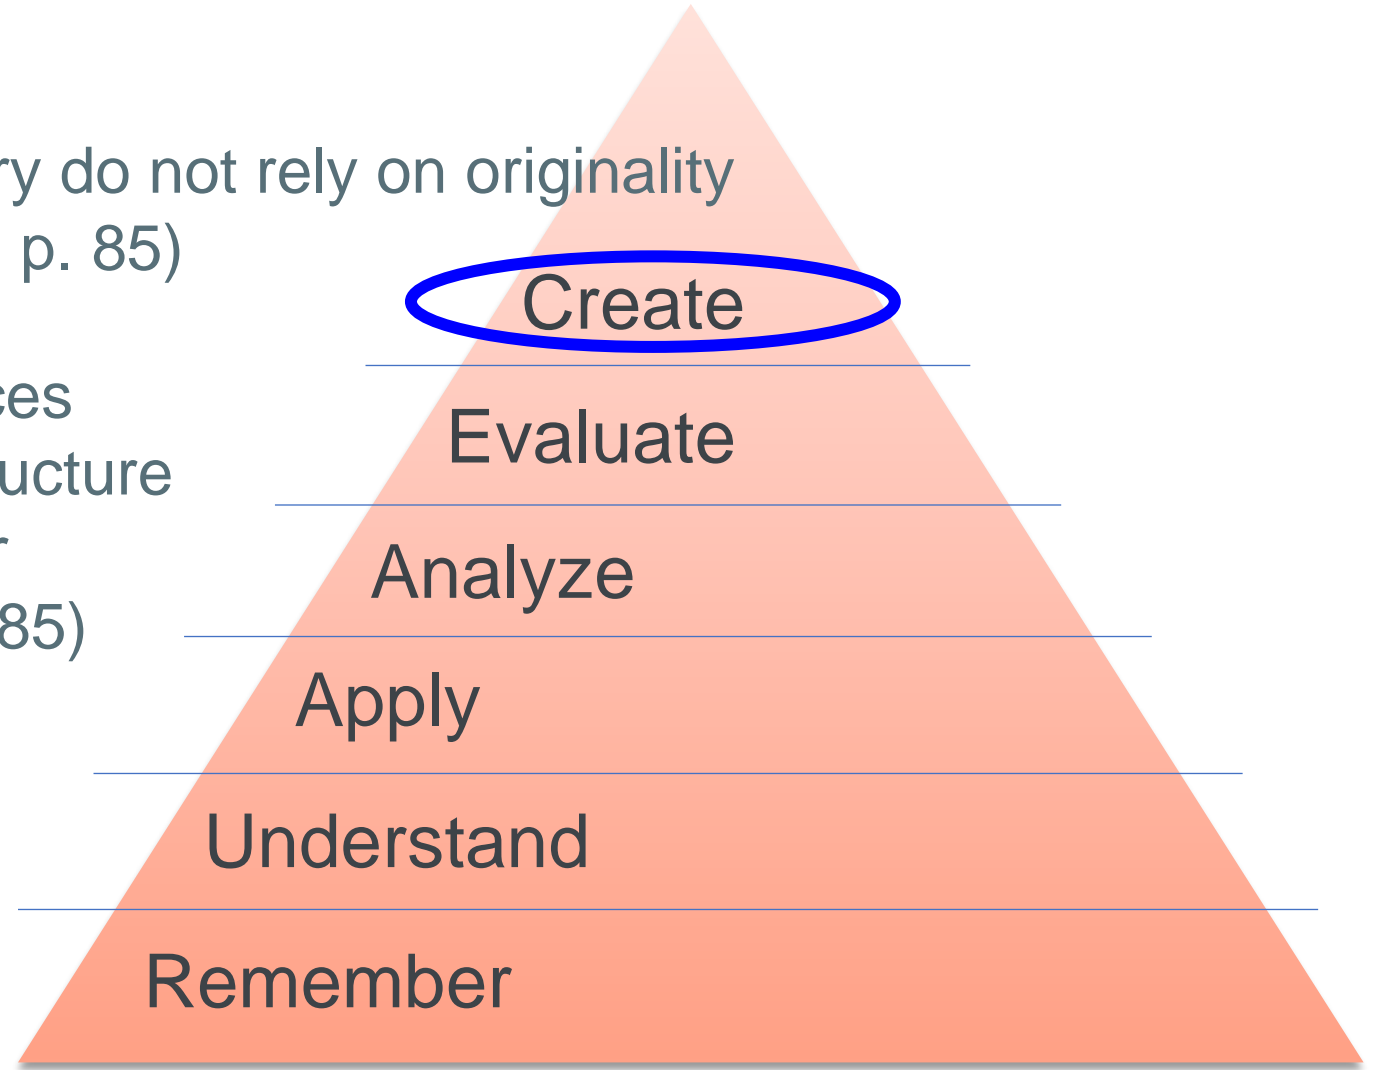 ry do not rely on originality
p. 85)
Create
ces
Evaluate
ucture
Analyze
r
85)
Apply
Understand
Remember